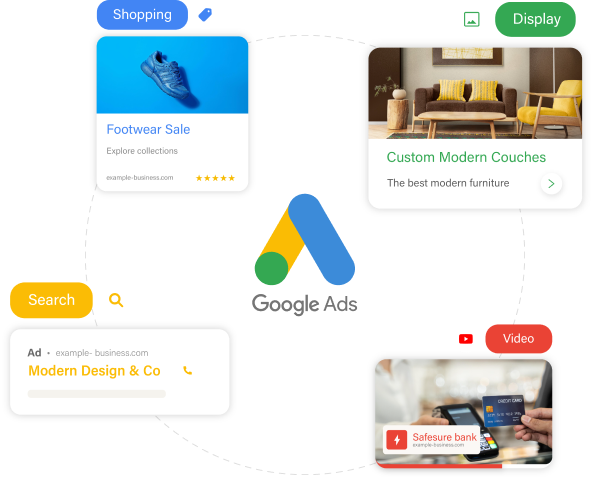 Shopping
Display
Footwear Sale
Explore collections
example-business.com
Custom Modern Couches
The best modern furniture
Google Ads
Search
Ad • example- business.com
Modern Design & Co
Video
CREDIT CARD
Safesure bank
example-business.com